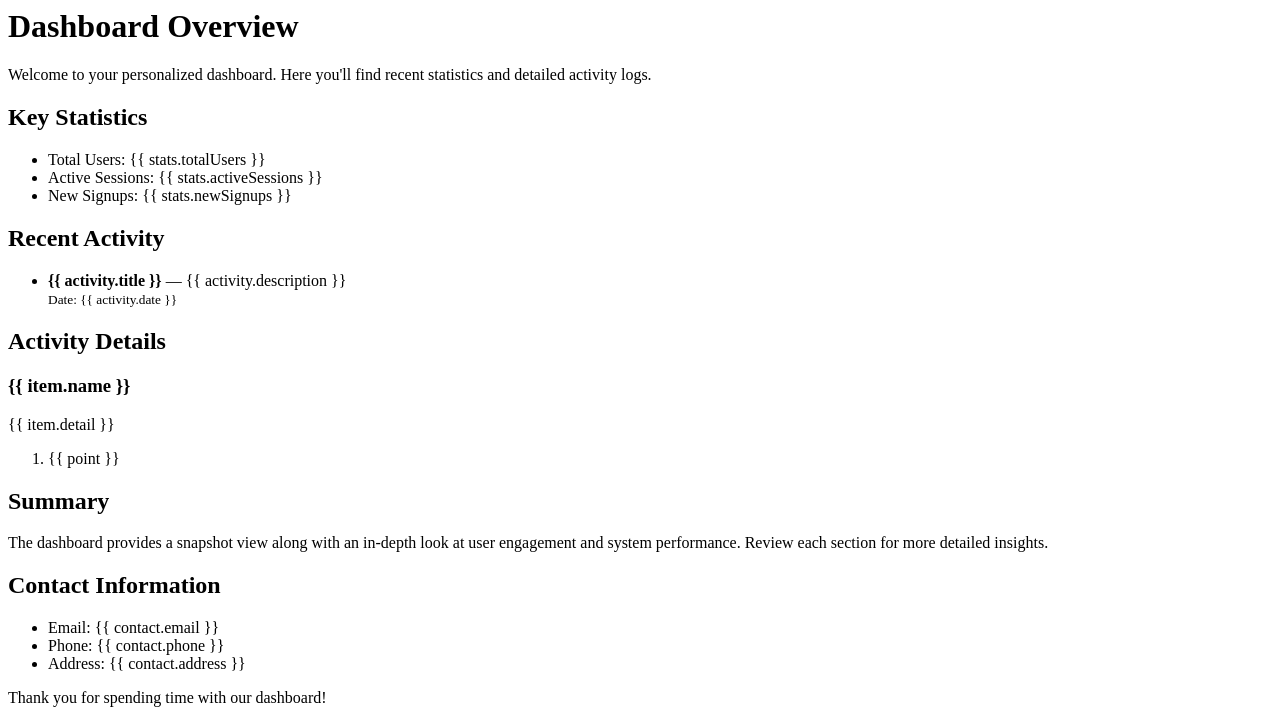 Dashboard Overview
Welcome to your personalized dashboard. Here you'll find recent statistics and detailed activity logs.
Key Statistics
Total Users: {{ stats.totalUsers }}
Active Sessions: {{ stats.activeSessions }}
New Signups: {{ stats.newSignups }}
Recent Activity
{{ activity.title }} — {{ activity.description }}
Date: {{ activity.date }}
Activity Details
{{ item.name }}
{{ item.detail }}
1. {{ point }}
Summary
The dashboard provides a snapshot view along with an in-depth look at user engagement and system performance. Review each section for more detailed insights.
Contact Information
Email: {{ contact.email }}
Phone: {{ contact.phone }}
Address: {{ contact.address }}
Thank you for spending time with our dashboard!